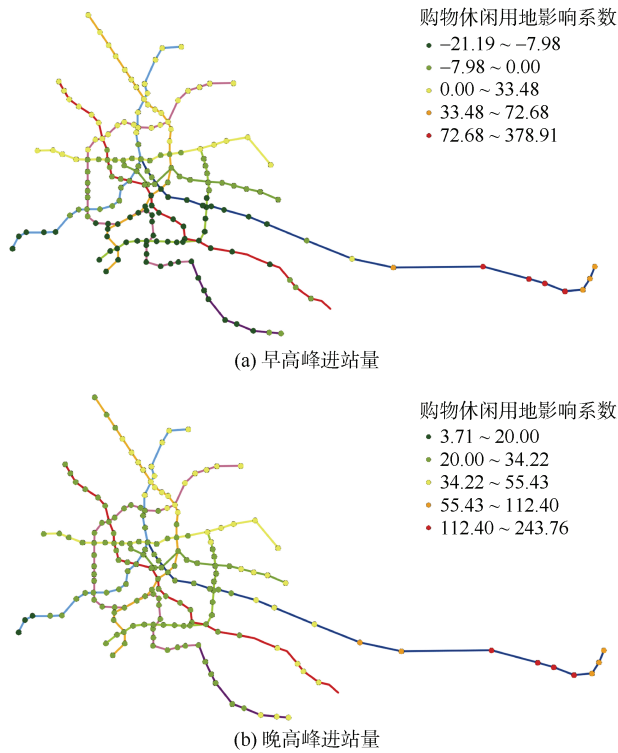 购物休闲用地影响系数
−21.19 ~ −7.98
−7.98 ~ 0.00
0.00 ~ 33.48
33.48 ~ 72.68
72.68 ~ 378.91
(a) 早高峰进站量
购物休闲用地影响系数
3.71 ~ 20.00
20.00 ~ 34.22
34.22 ~ 55.43
55.43 ~ 112.40
112.40 ~ 243.76
(b) 晚高峰进站量